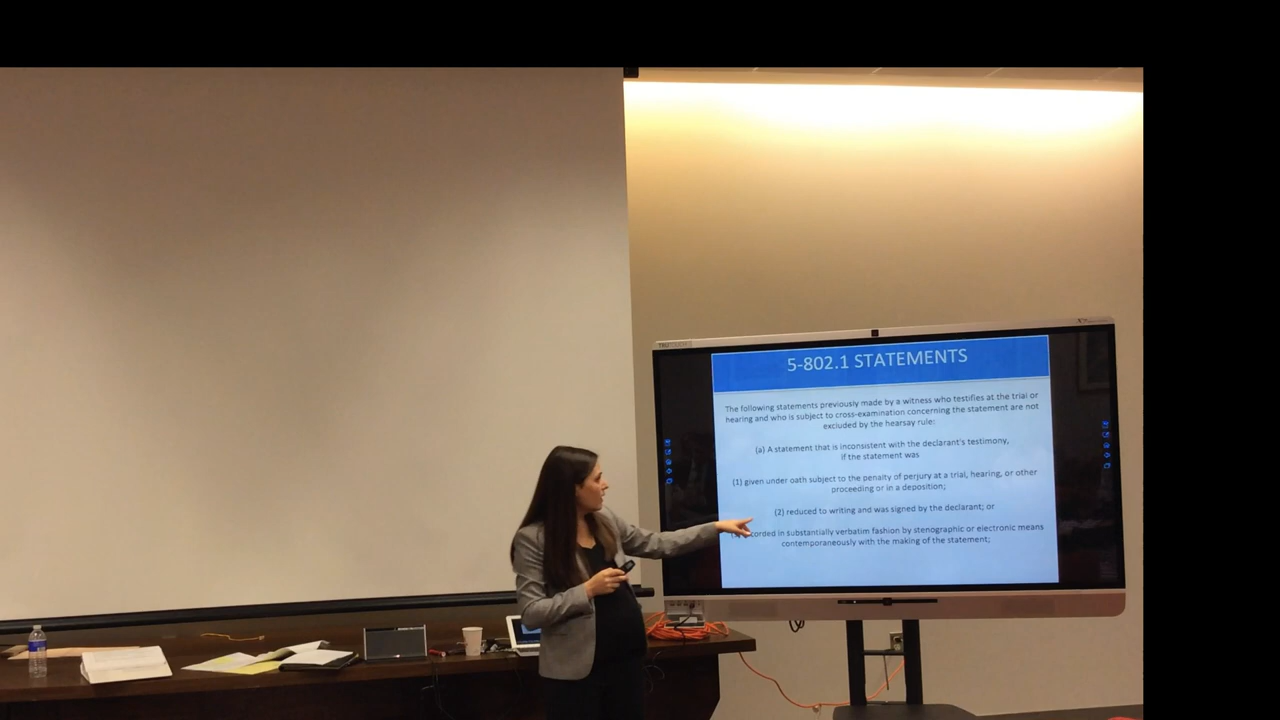 TRUTOUCH
5-802.1 STATEMENTS
The following statements previously made by a witness who testifies at the trial or
hearing and who is subject to cross-examination concerning the statement are not
excluded by the hearsay rule:
(a) A statement that is inconsistent with the declarant's testimony,
if the statement was
(1) given under oath subject to the penalty of perjury at a trial, hearing, or other
proceeding or in a deposition;
(2) reduced to writing and was signed by the declarant; or
corded in substantially verbatim fashion by stenographic or electronic means
contemporaneously with the making of the statement;